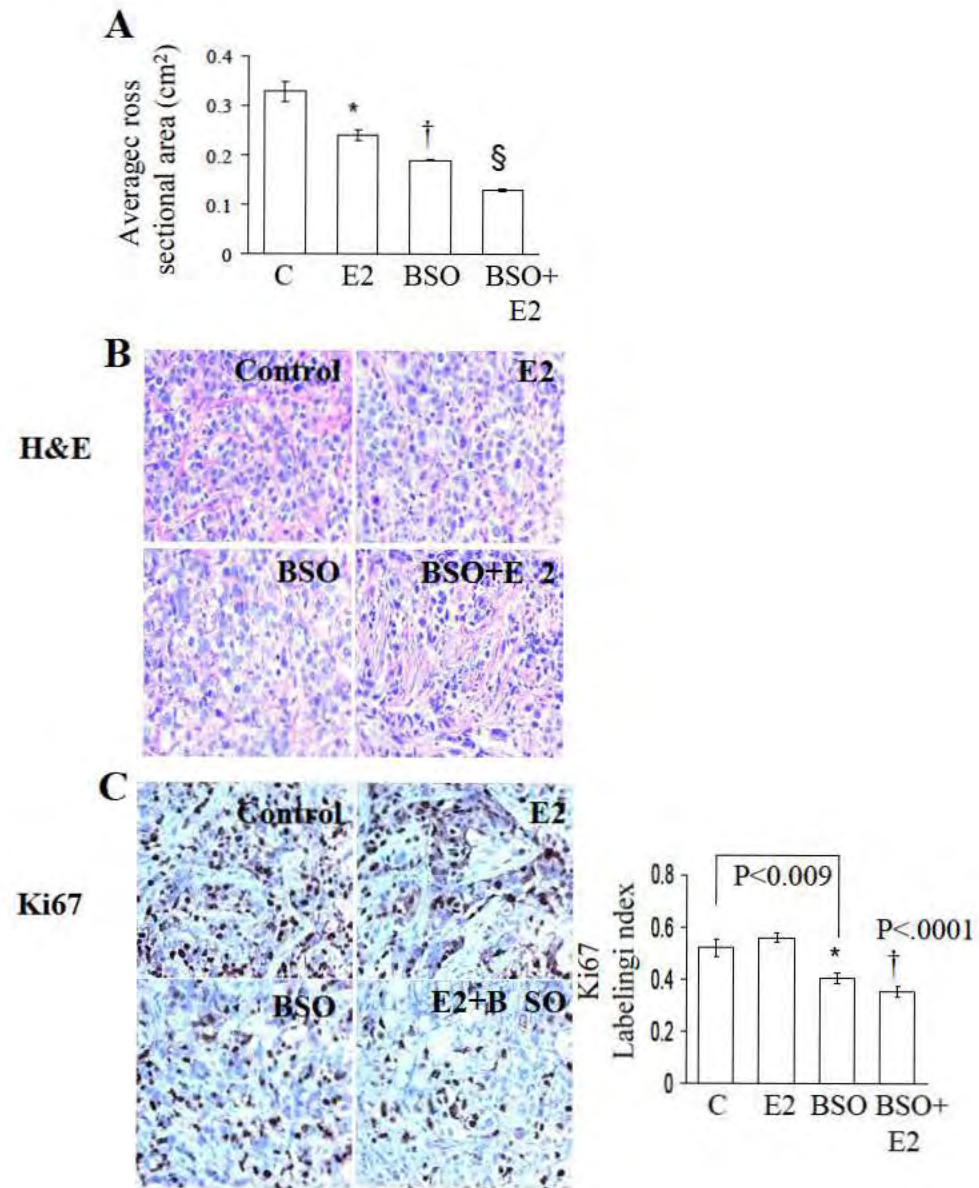 A
Averagec ross
sectional area (cm²)
0.4
0.3
0.2
0.1
0
*
†
§
C E2 BSO BSO+
E2
B
H&E
Control
E2
BSO
BSO+E 2
C
Ki67
Control
E2
BSO
E2+B SO
Ki67
Labelingi ndex
0.8
0.6
0.4
0.2
0
P<0.009
P<.0001
*
†
C E2 BSO BSO+
E2